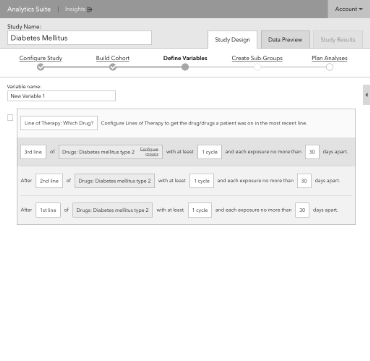 Analytics Suite | Insights
Account
Study Name:
Diabetes Mellitus
Study Design
Data Preview
Study Results
Configure Study
Build Cohort
Define Variables
Create Sub-Groups
Plan Analyses
Variable name:
New Variable 1
Line of Therapy: Which Drug? Configure Lines of Therapy to get the drug/drugs a patient was on in the most recent line.
3rd line of Drugs: Diabetes mellitus type 2 Configure with at least 1 cycle and each exposure no more than 30 days apart.
After 2nd line of Drugs: Diabetes mellitus type 2 with at least 1 cycle and each exposure no more than 30 days apart.
After 1st line of Drugs: Diabetes mellitus type 2 with at least 1 cycle and each exposure no more than 30 days apart.